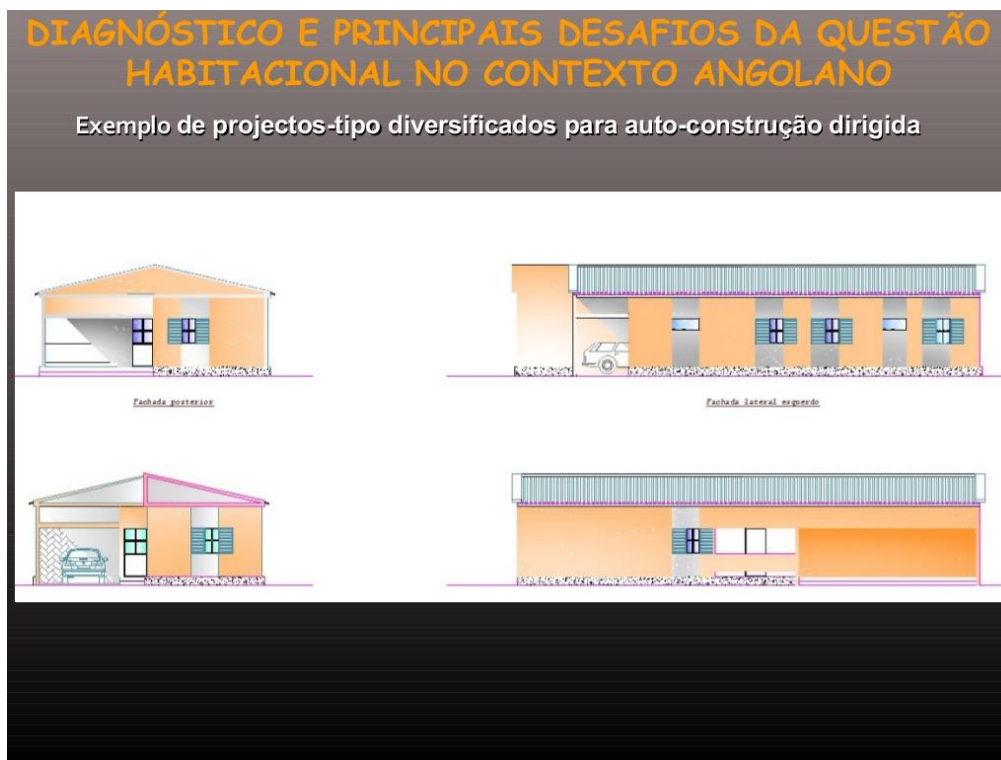 DIAGNÓSTICO E PRINCIPAIS DESAFIOS DA QUESTÃO
HABITACIONAL NO CONTEXTO ANGOLANO
Exemplo de projectos-tipo diversificados para auto-construção dirigida
Fachada posterior
Fachada lateral esquerdo